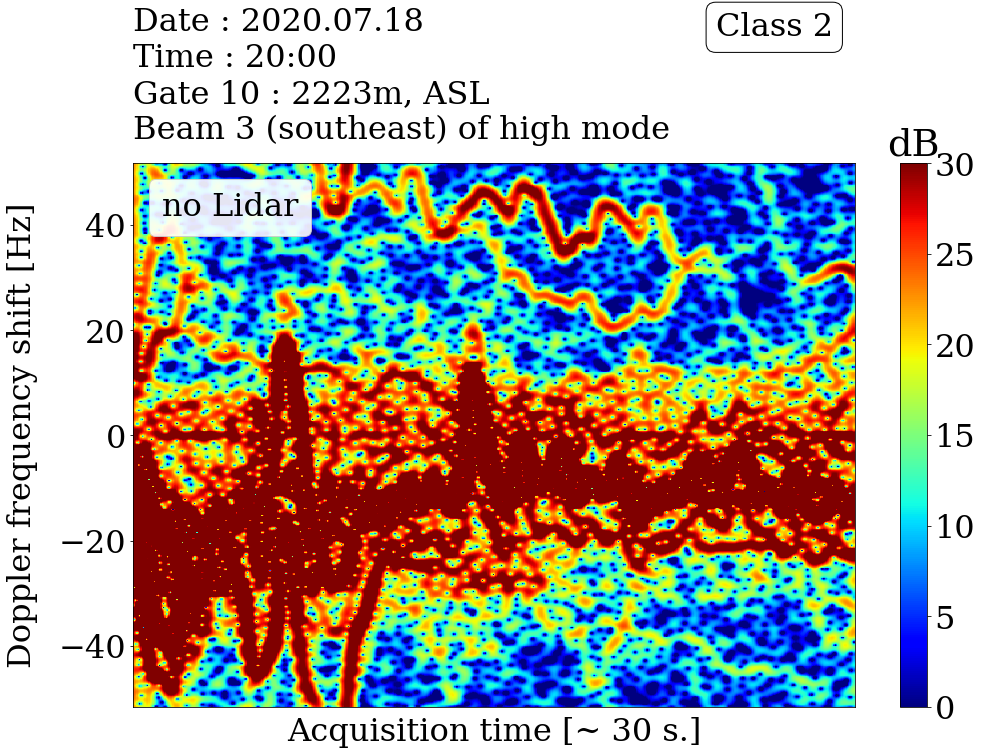 Date : 2020.07.18
Time : 20:00
Gate 10 : 2223m, ASL
Beam 3 (southeast) of high mode
Class 2
dB
no Lidar
Doppler frequency shift [Hz]
40
20
0
−20
−40
30
25
20
15
10
5
0
Acquisition time [~ 30 s.]